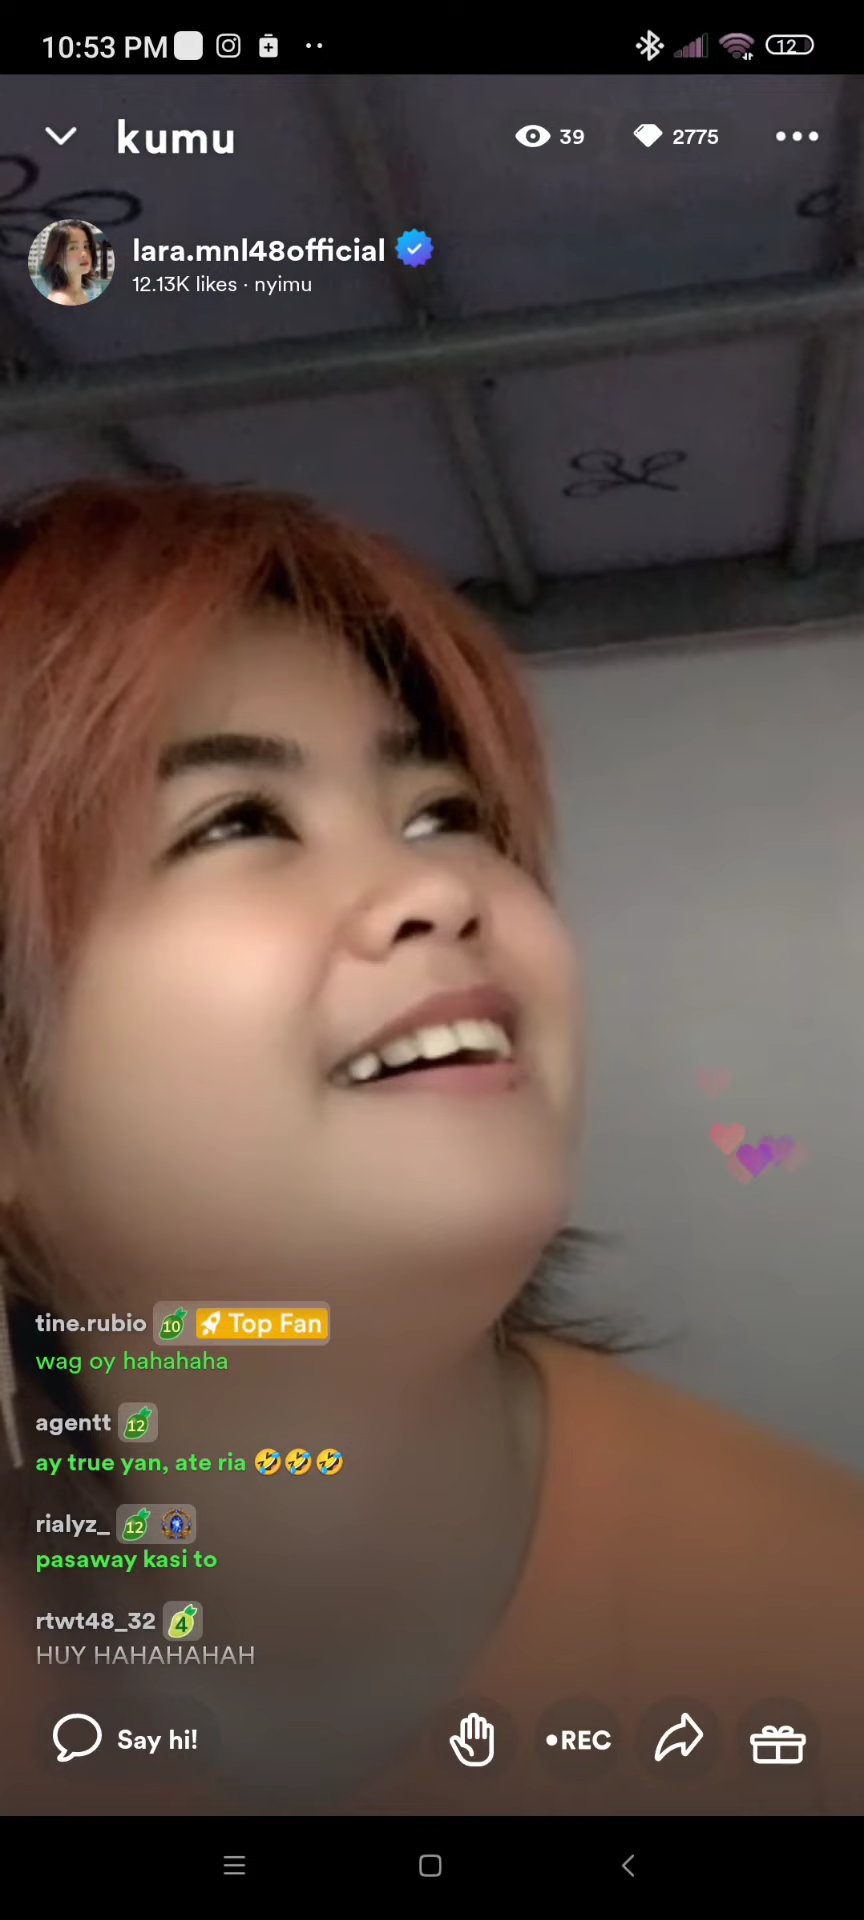 10:53 PM
12
kumu
39
2775
lara.mnl48official
12.13K likes · nyimu
tine.rubio 10 Top Fan
wag oy hahahaha
agentt 12
ay true yan, ate ria 🤣🤣🤣
rialyz_ 12
pasaway kasi to
rtwt48_32 4
HUY HAHAHAHAH
Say hi!
•REC